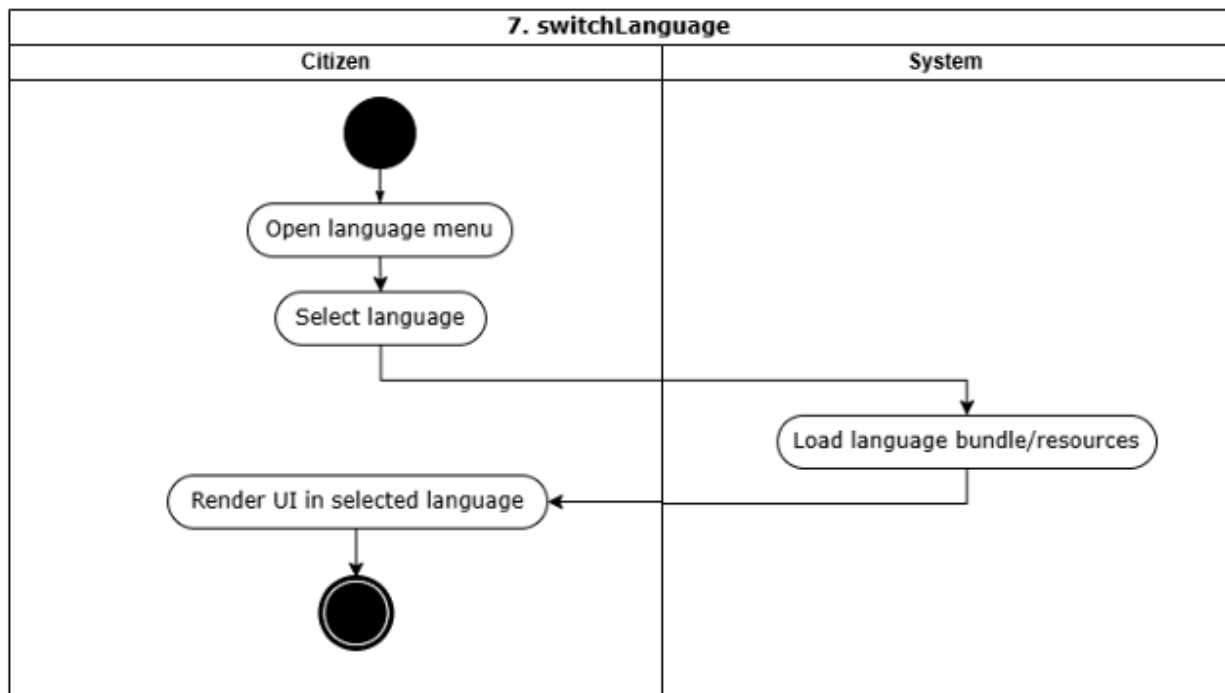 7. switchLanguage
Citizen
System
Open language menu
Select language
Load language bundle/resources
Render UI in selected language